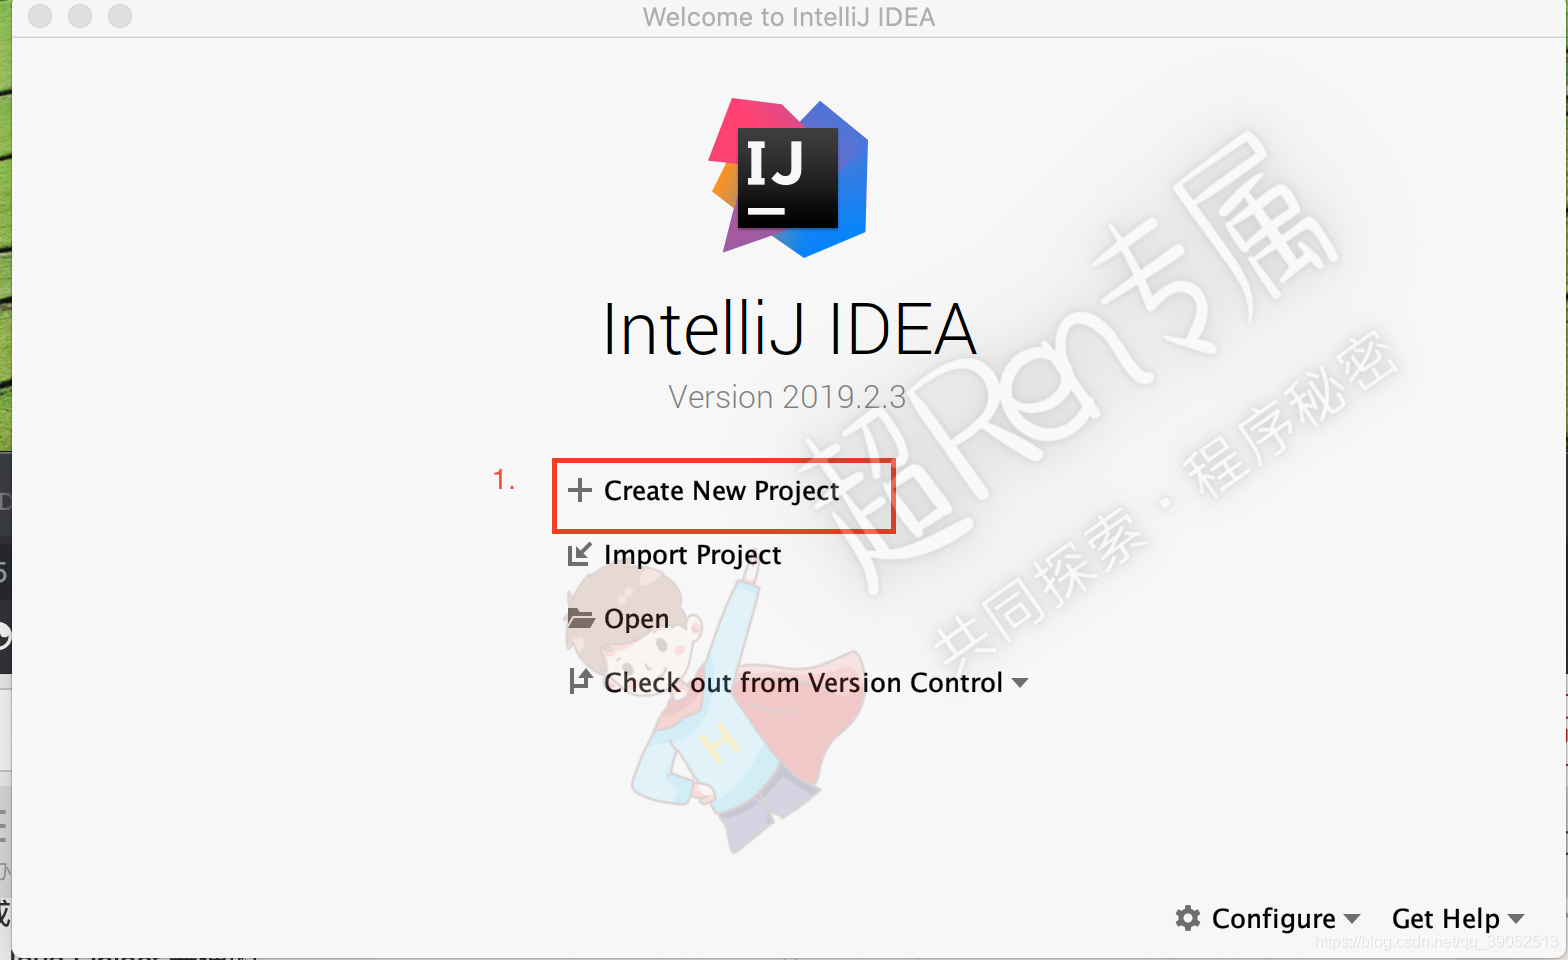 Welcome to IntelliJ IDEA
IJ
IntelliJ IDEA
Version 2019.2.3
超Ran专属
共同探索·程序秘密
1.
Create New Project
Import Project
Open
Check out from Version Control
H
Configure
Get Help
https://blog.csdn.net/qq_39052513